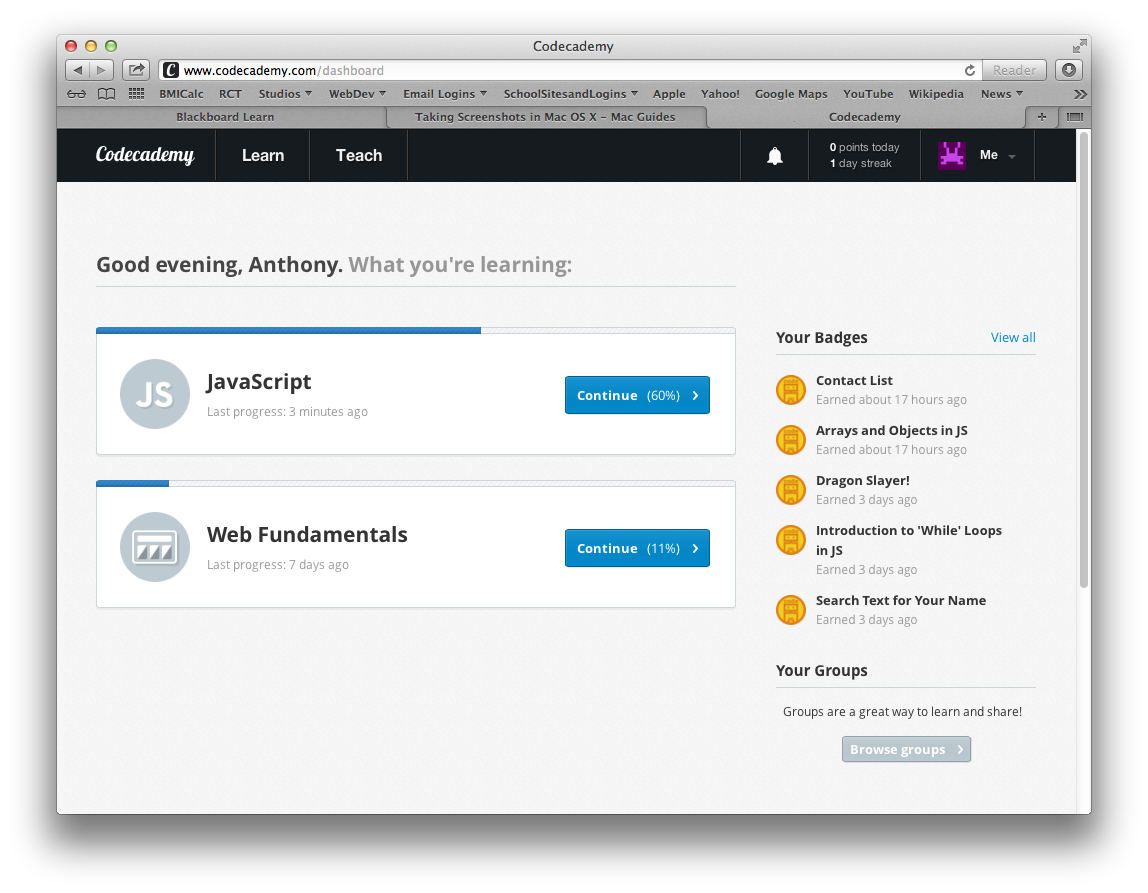 Codecademy
www.codecademy.com/dashboard
Reader
BMICalc RCT Studios WebDev Email Logins SchoolSitesandLogins Apple Yahoo! Google Maps YouTube Wikipedia News
Blackboard Learn
Taking Screenshots in Mac OS X – Mac Guides
Codecademy
Codecademy
Learn
Teach
0 points today
1 day streak
Me
Good evening, Anthony. What you're learning:
JS
JavaScript
Last progress: 3 minutes ago
Continue (60%)
Web Fundamentals
Last progress: 7 days ago
Continue (11%)
Your Badges
View all
Contact List
Earned about 17 hours ago
Arrays and Objects in JS
Earned about 17 hours ago
Dragon Slayer!
Earned 3 days ago
Introduction to 'While' Loops
in JS
Earned 3 days ago
Search Text for Your Name
Earned 3 days ago
Your Groups
Groups are a great way to learn and share!
Browse groups